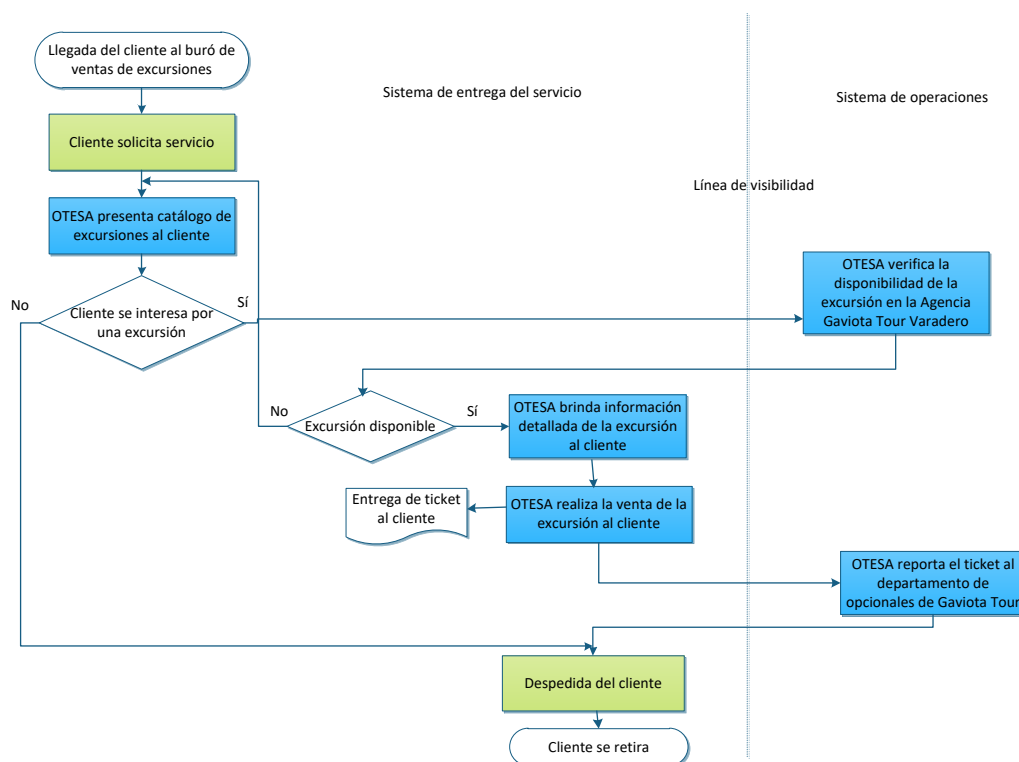 Llegada del cliente al buró de
ventas de excursiones
Sistema de entrega del servicio
Sistema de operaciones
Cliente solicita servicio
Línea de visibilidad
OTESA presenta catálogo de
excursiones al cliente
OTESA verifica la
disponibilidad de la
excursión en la Agencia
Gaviota Tour Varadero
No
Cliente se interesa por
una excursión
Sí
No
Excursión disponible
Sí
OTESA brinda información
detallada de la excursión
al cliente
Entrega de ticket
al cliente
OTESA realiza la venta de la
excursión al cliente
OTESA reporta el ticket al
departamento de
opcionales de Gaviota Tour
Despedida del cliente
Cliente se retira